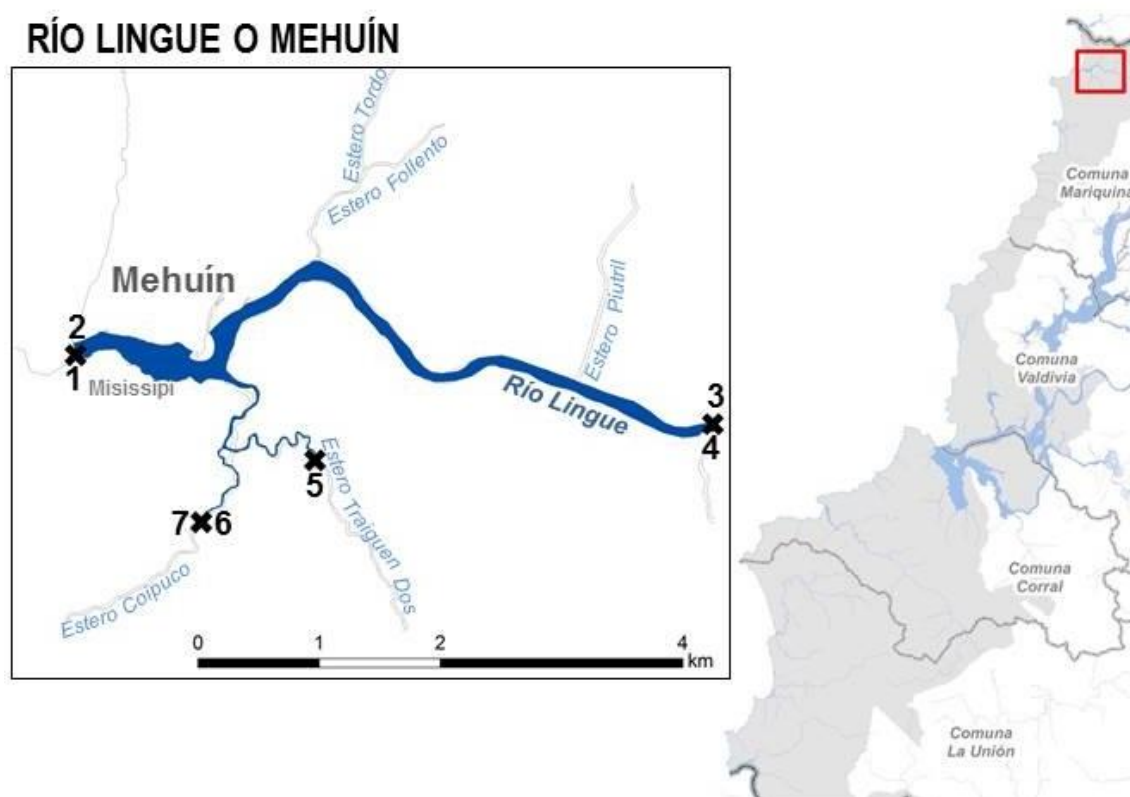 RÍO LINGUE O MEHUÍN
Estero Tordo
Estero Follento
Mehuín
Estero Piutril
2
1
Misissipi
Río Lingue
3
4
5
Estero Traiguen Dos
7 6
Estero Coipuco
0 1 2 4
km
Comuna
Mariquina
Comuna
Valdivia
Comuna
Corral
Comuna
La Unión